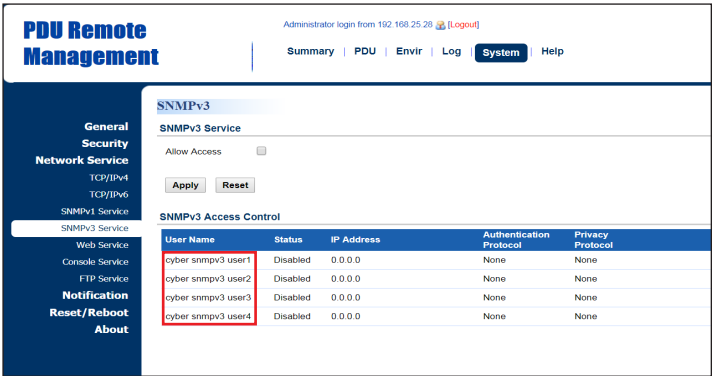 PDU Remote
Management
Administrator login from 192.168.25.28 [Logout]
Summary | PDU | Envir | Log | System | Help
General
Security
Network Service
TCP/IPv4
TCP/IPv6
SNMPv1 Service
SNMPv3 Service
Web Service
Console Service
FTP Service
Notification
Reset/Reboot
About
SNMPv3
SNMPv3 Service
Allow Access
Apply Reset
SNMPv3 Access Control
User Name Status IP Address Authentication Protocol Privacy Protocol
cyber snmpv3 user1 Disabled 0.0.0.0 None None
cyber snmpv3 user2 Disabled 0.0.0.0 None None
cyber snmpv3 user3 Disabled 0.0.0.0 None None
cyber snmpv3 user4 Disabled 0.0.0.0 None None